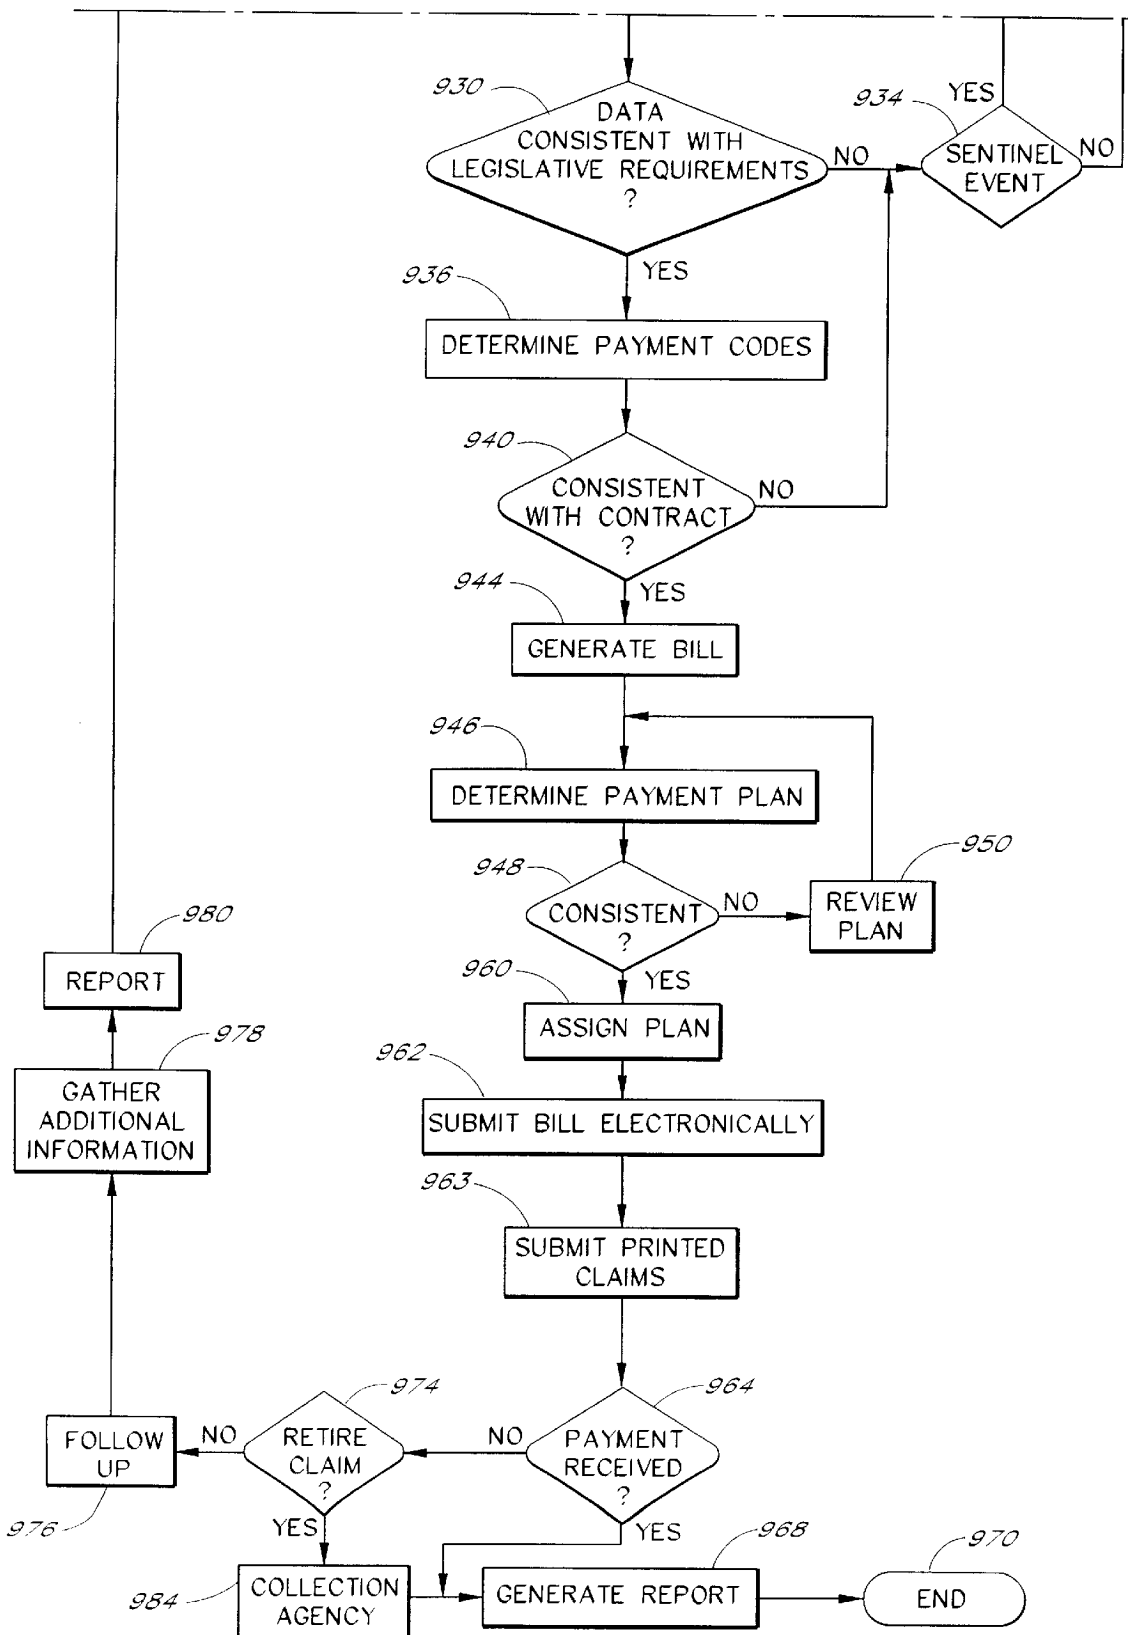 930
DATA
CONSISTENT WITH
LEGISLATIVE REQUIREMENTS
?
NO
YES
934
SENTINEL
EVENT
NO
YES
936
DETERMINE PAYMENT CODES
940
CONSISTENT
WITH CONTRACT
?
NO
YES
944
GENERATE BILL
946
DETERMINE PAYMENT PLAN
948
CONSISTENT
?
NO
950
REVIEW
PLAN
YES
960
ASSIGN PLAN
962
SUBMIT BILL ELECTRONICALLY
963
SUBMIT PRINTED
CLAIMS
964
PAYMENT
RECEIVED
?
NO
YES
974
RETIRE
CLAIM
?
NO
YES
FOLLOW
UP
976
978
GATHER
ADDITIONAL
INFORMATION
980
REPORT
984
COLLECTION
AGENCY
968
GENERATE REPORT
970
END